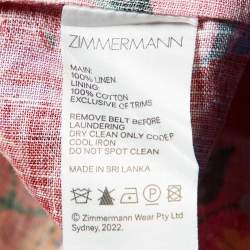 ZIMMERMANN
MAIN:
100% LINEN
LINING:
100% COTTON
EXCLUSIVE OF TRIMS
REMOVE BELT BEFORE
LAUNDERING
DRY CLEAN ONLY CODE P
COOL IRON
DO NOT SPOT CLEAN
MADE IN SRI LANKA
© Zimmermann Wear Pty Ltd
Sydney, 2022.